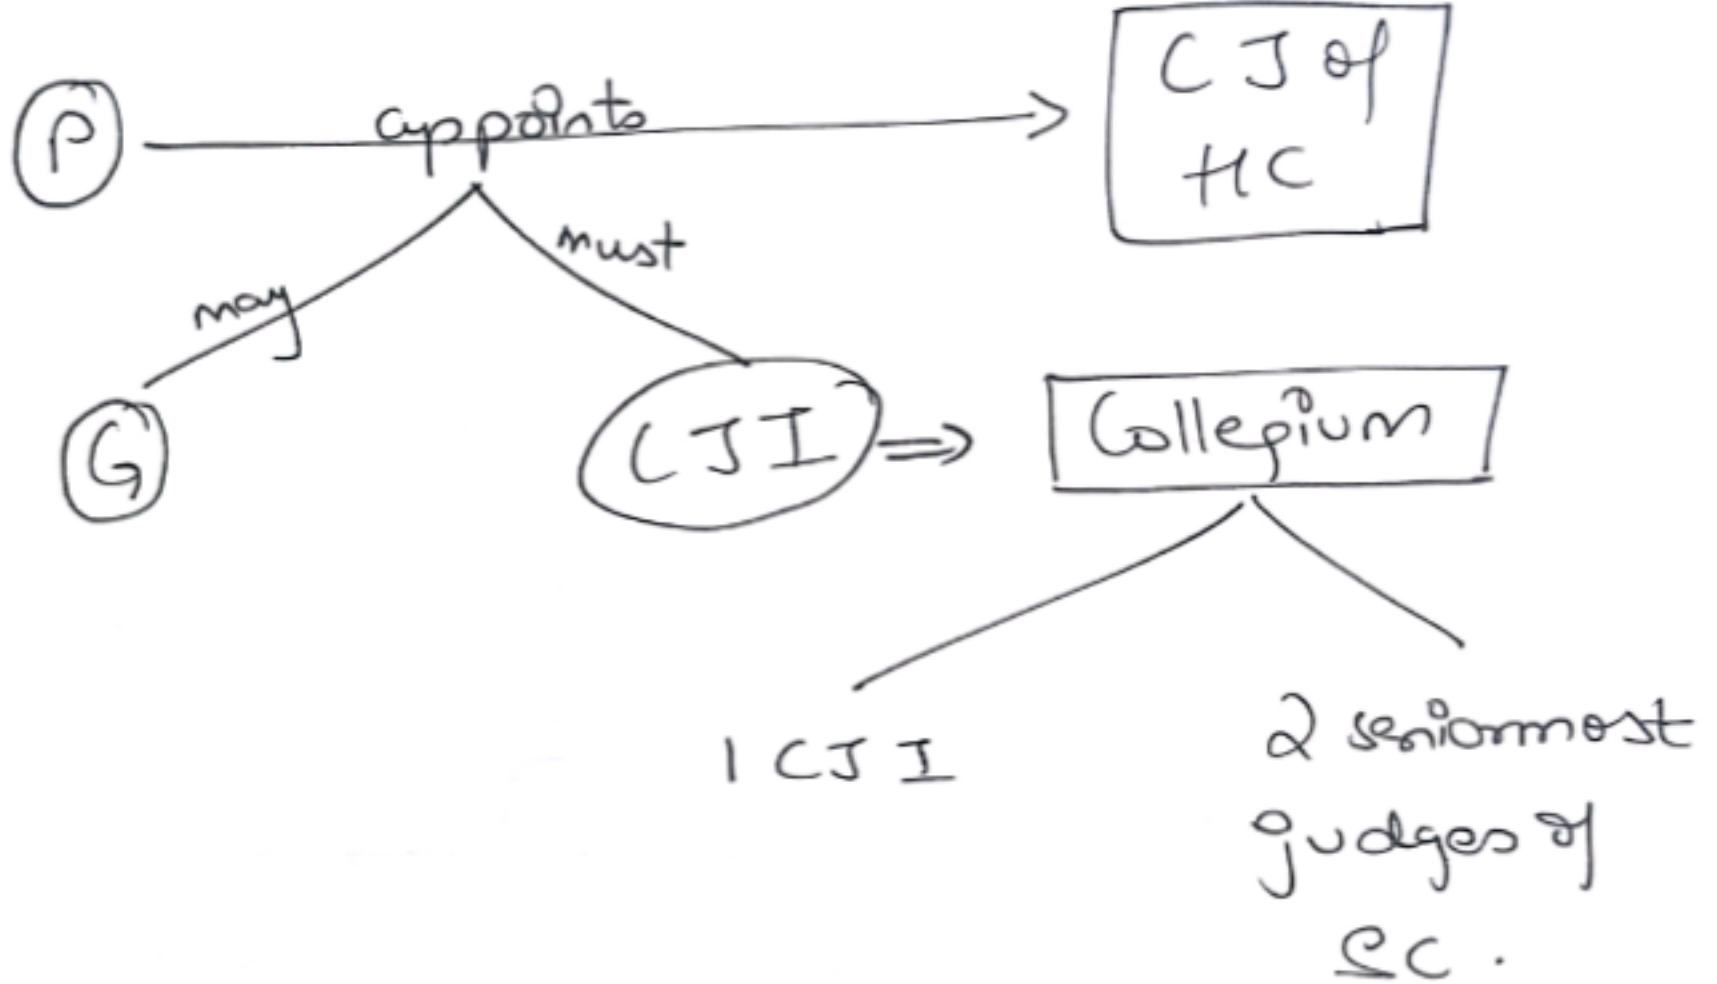 P
appoints
CJ of
HC
may
must
G
CJI
Collegium
1 CJI
2 seniormost
judges of
SC.